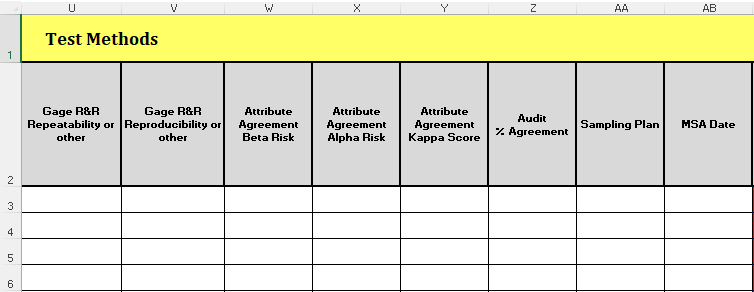 U V W X Y Z AA AB
1 Test Methods
2
Gage R&R
Repeatability or
other
Gage R&R
Reproducibility or
other
Attribute
Agreement
Beta Risk
Attribute
Agreement
Alpha Risk
Attribute
Agreement
Kappa Score
Audit
% Agreement
Sampling Plan
MSA Date
3
4
5
6